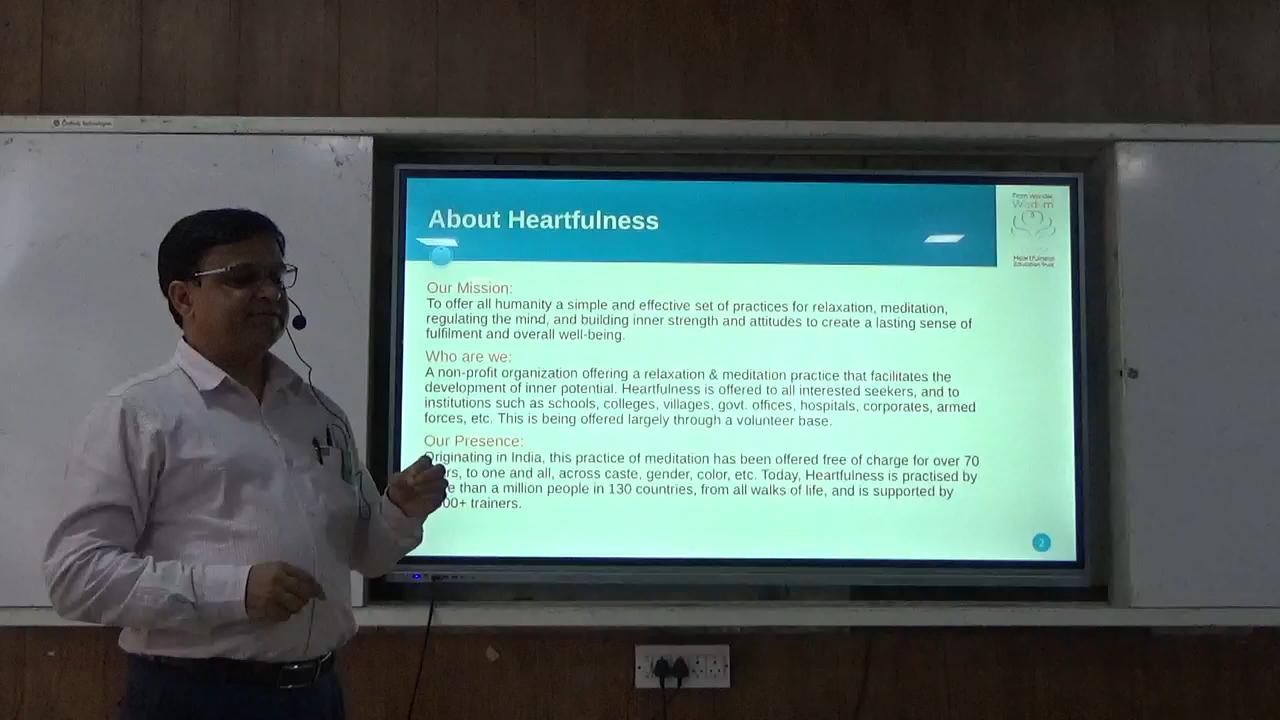 About Heartfulness
From Wonder
Wisdom
Heartfulness
Education Trust
Our Mission:
To offer all humanity a simple and effective set of practices for relaxation, meditation,
regulating the mind, and building inner strength and attitudes to create a lasting sense of
fulfilment and overall well-being.
Who are we:
A non-profit organization offering a relaxation & meditation practice that facilitates the
development of inner potential. Heartfulness is offered to all interested seekers, and to
institutions such as schools, colleges, villages, govt. offices, hospitals, corporates, armed
forces, etc. This is being offered largely through a volunteer base.
Our Presence:
Originating in India, this practice of meditation has been offered free of charge for over 70
to one and all, across caste, gender, color, etc. Today, Heartfulness is practised by
than a million people in 130 countries, from all walks of life, and is supported by
trainers.
2